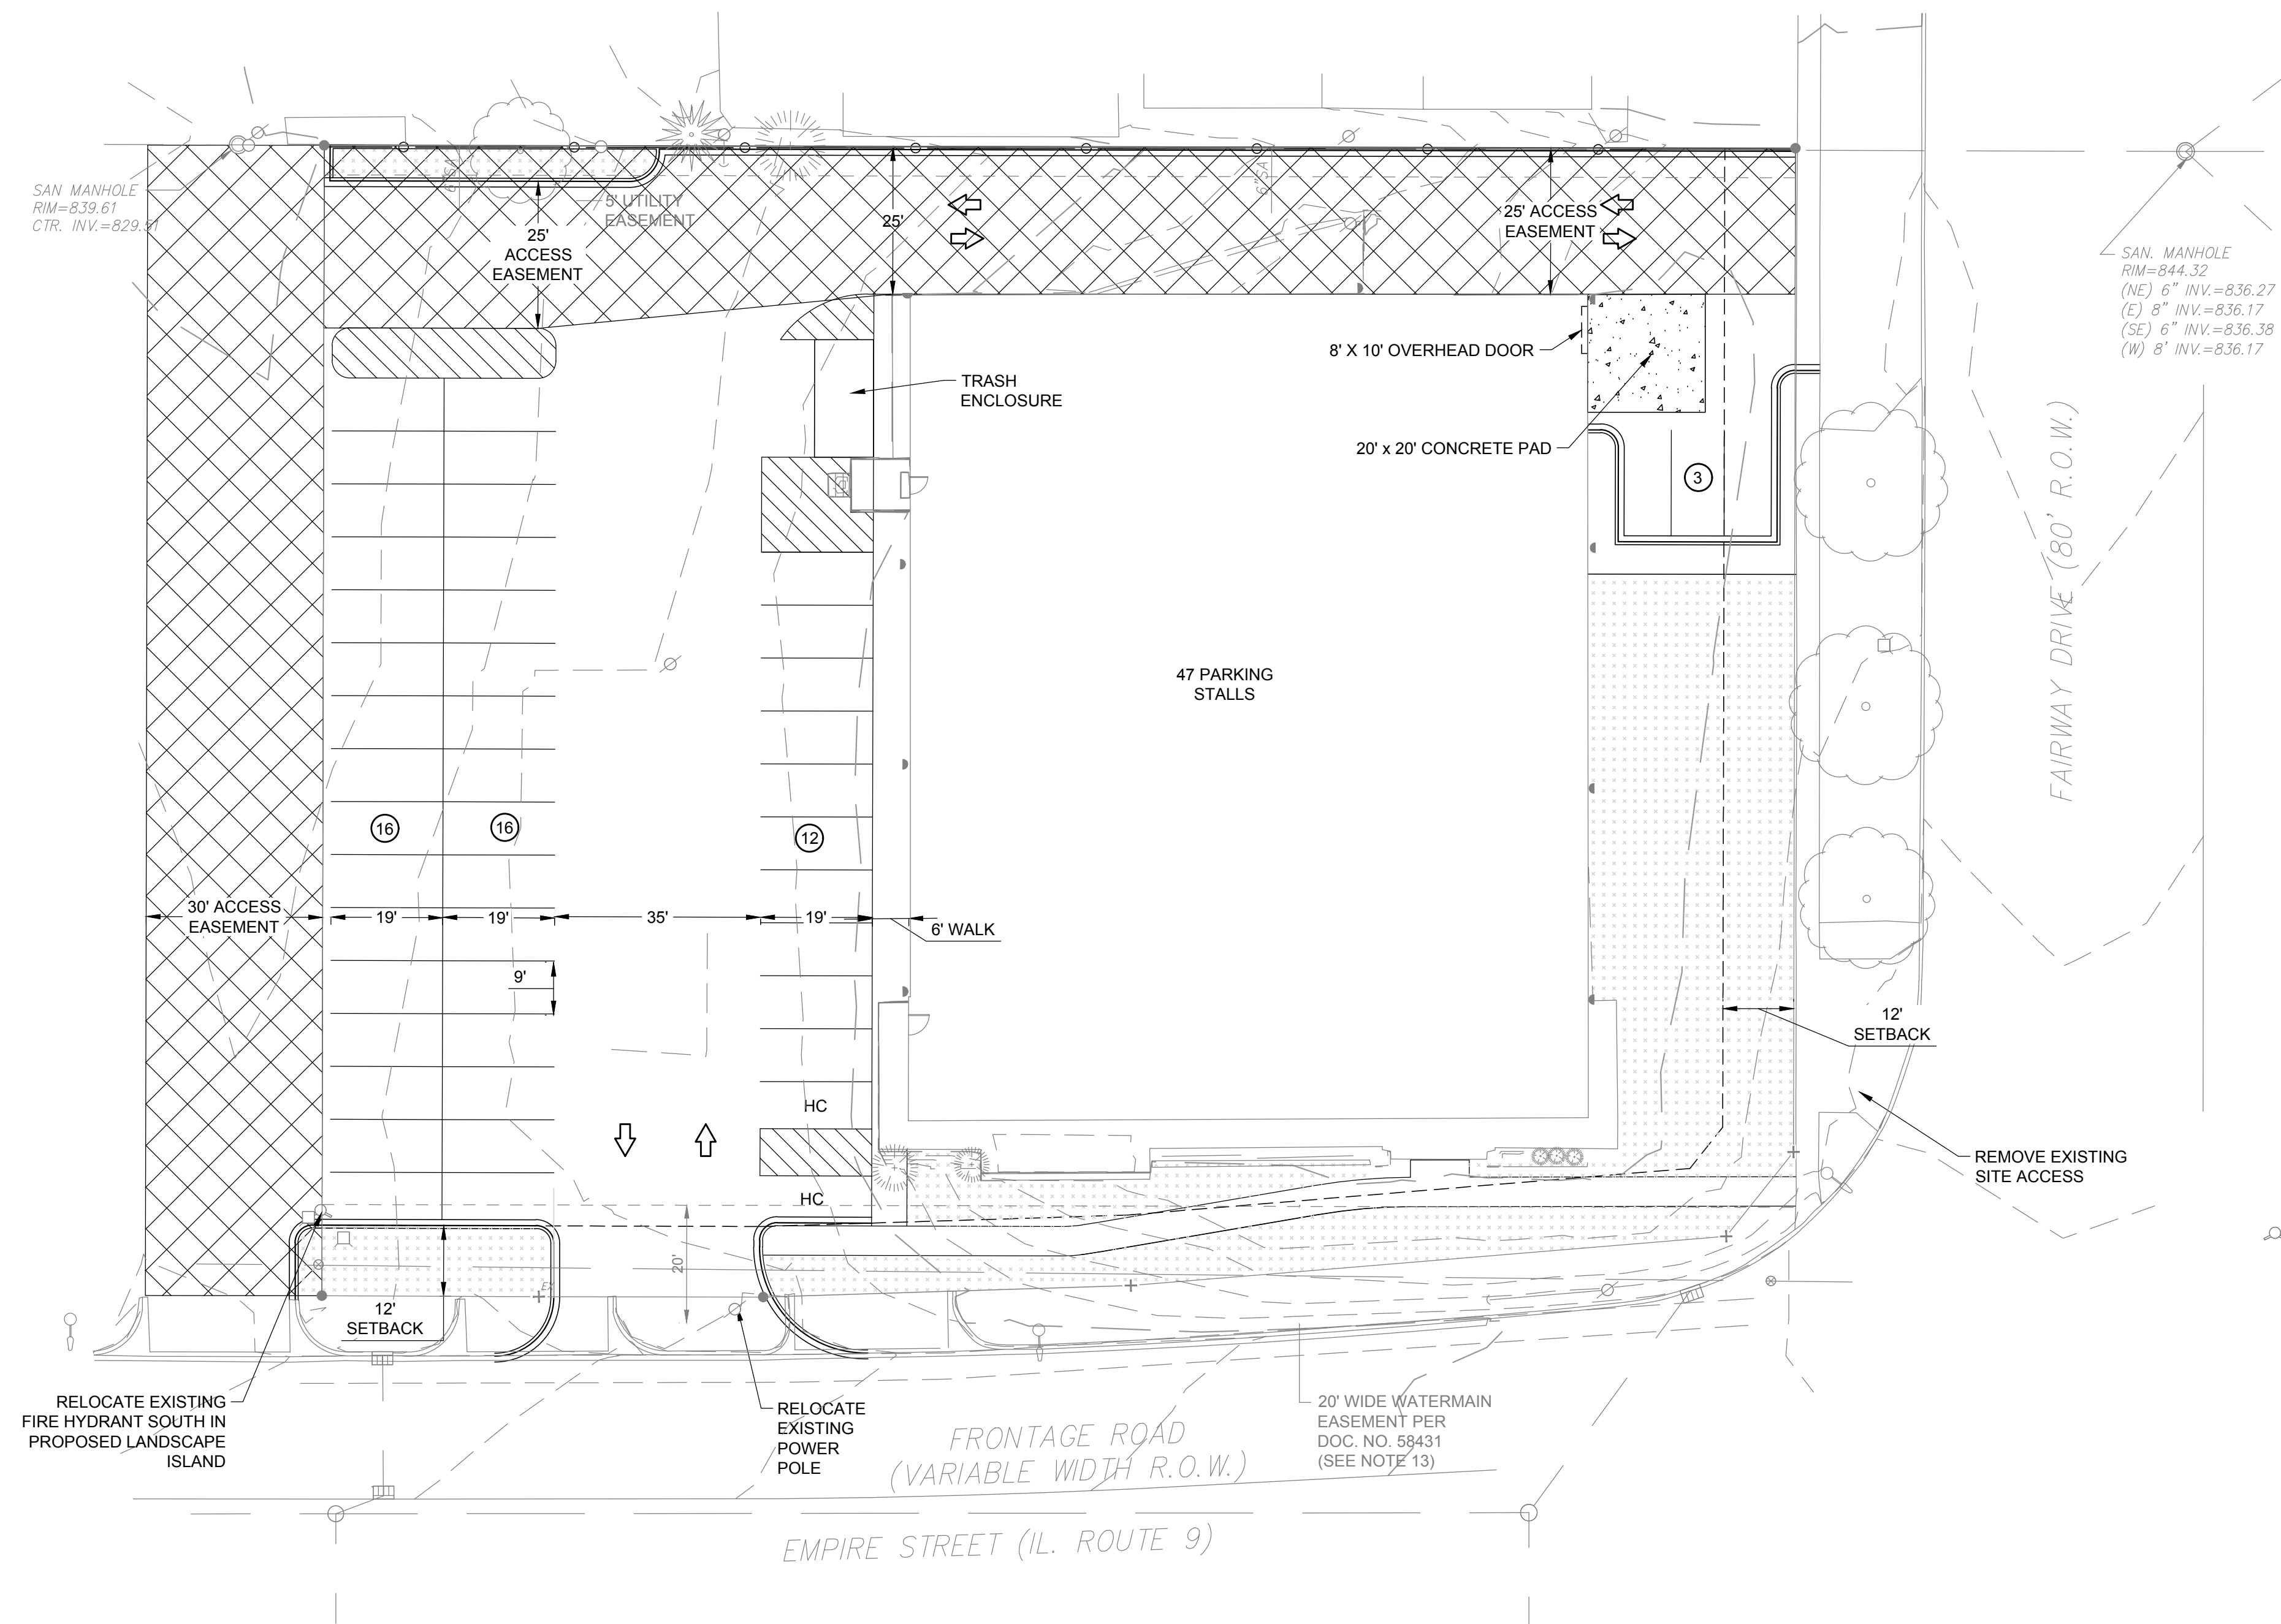 SAN MANHOLE
RIM=839.61
CTR. INV.=829.51
5' UTILITY
EASEMENT
6"SA
6"SA
25'
ACCESS
EASEMENT
25'
25' ACCESS
EASEMENT
SAN. MANHOLE
RIM=844.32
(NE) 6" INV.=836.27
(E) 8" INV.=836.17
(SE) 6" INV.=836.38
(W) 8' INV.=836.17
8' X 10' OVERHEAD DOOR
TRASH
ENCLOSURE
20' x 20' CONCRETE PAD
3
FAIRWAY DRIVE (80' R.O.W.)
47 PARKING
STALLS
16
16
12
30' ACCESS
EASEMENT
19'
19'
35'
19'
6' WALK
9'
12'
SETBACK
HC
HC
REMOVE EXISTING
SITE ACCESS
20'
12'
SETBACK
RELOCATE EXISTING
FIRE HYDRANT SOUTH IN
PROPOSED LANDSCAPE
ISLAND
RELOCATE
EXISTING
POWER
POLE
20' WIDE WATERMAIN
EASEMENT PER
DOC. NO. 58431
(SEE NOTE 13)
FRONTAGE ROAD
(VARIABLE WIDTH R.O.W.)
EMPIRE STREET (IL. ROUTE 9)